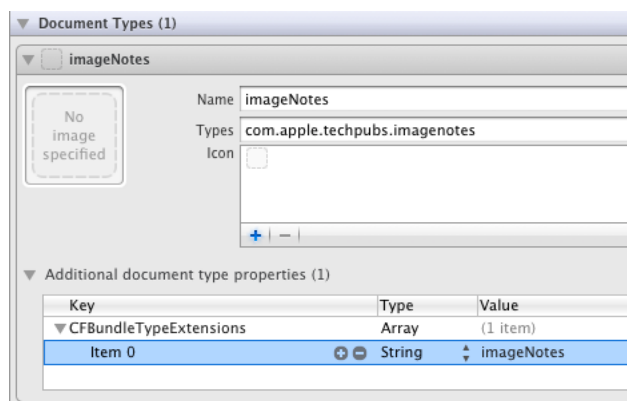 Document Types (1)
imageNotes
No image specified
Name imageNotes
Types com.apple.techpubs.imagenotes
Icon
Additional document type properties (1)
Key Type Value
CFBundleTypeExtensions Array (1 item)
Item 0 String imageNotes